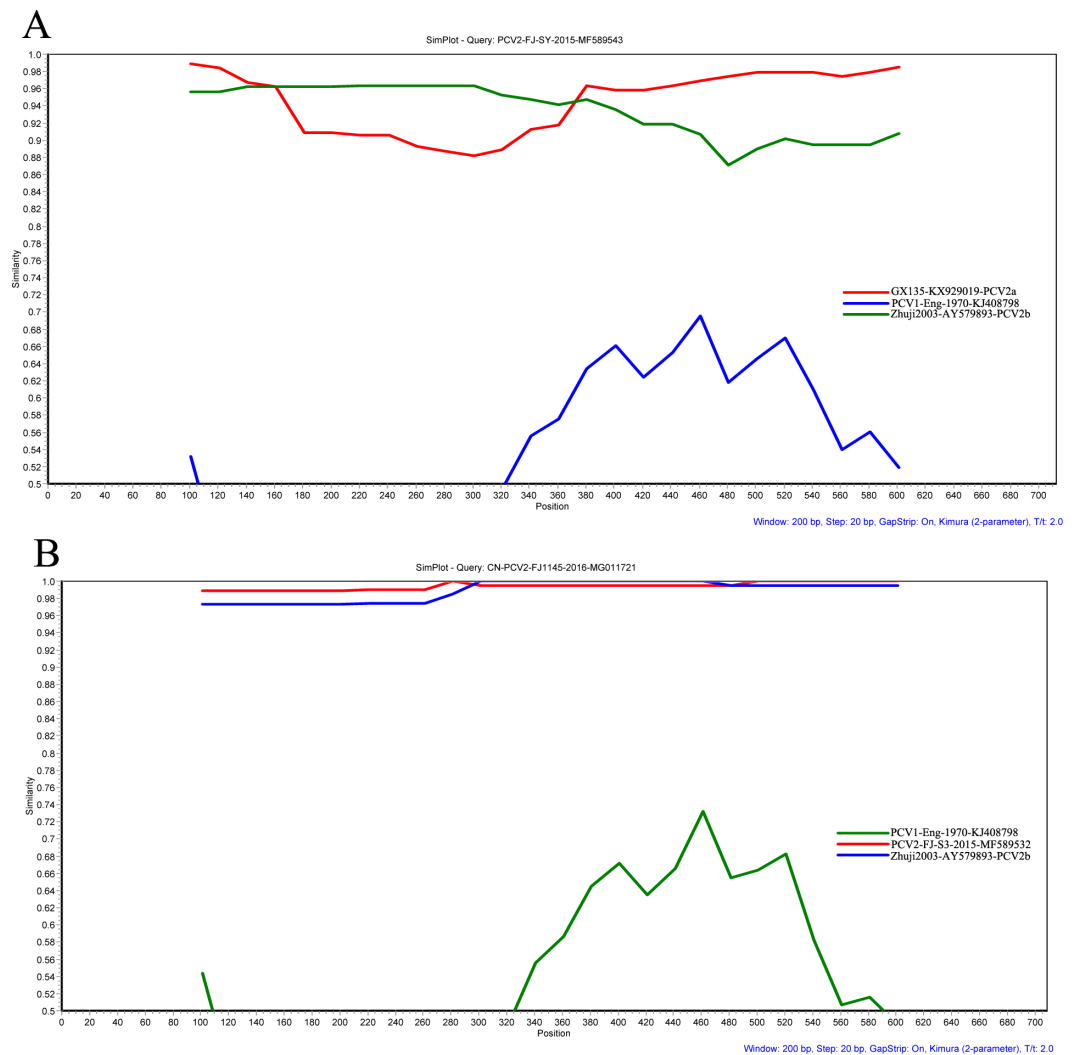 A
SimPlot - Query: PCV2-FJ-SY-2015-MF589543
1.0
0.98
0.96
0.94
0.92
0.9
0.88
0.86
0.84
0.82
0.8
0.78
0.76
0.74
0.72
0.7
0.68
0.66
0.64
0.62
0.6
0.58
0.56
0.54
0.52
0.5
Similarity
GX135-KX929019-PCV2a
PCV1-Eng-1970-KJ408798
Zhuji2003-AY579893-PCV2b
0 20 40 60 80 100 120 140 160 180 200 220 240 260 280 300 320 340 360 380 400 420 440 460 480 500 520 540 560 580 600 620 640 660 680 700
Position
Window: 200 bp, Step: 20 bp, GapStrip: On, Kimura (2-parameter), T/t: 2.0
B
SimPlot - Query: CN-PCV2-FJ1145-2016-MG011721
1.0
0.98
0.96
0.94
0.92
0.9
0.88
0.86
0.84
0.82
0.8
0.78
0.76
0.74
0.72
0.7
0.68
0.66
0.64
0.62
0.6
0.58
0.56
0.54
0.52
0.5
Similarity
PCV1-Eng-1970-KJ408798
PCV2-FJ-S3-2015-MF589532
Zhuji2003-AY579893-PCV2b
0 20 40 60 80 100 120 140 160 180 200 220 240 260 280 300 320 340 360 380 400 420 440 460 480 500 520 540 560 580 600 620 640 660 680 700
Position
Window: 200 bp, Step: 20 bp, GapStrip: On, Kimura (2-parameter), T/t: 2.0